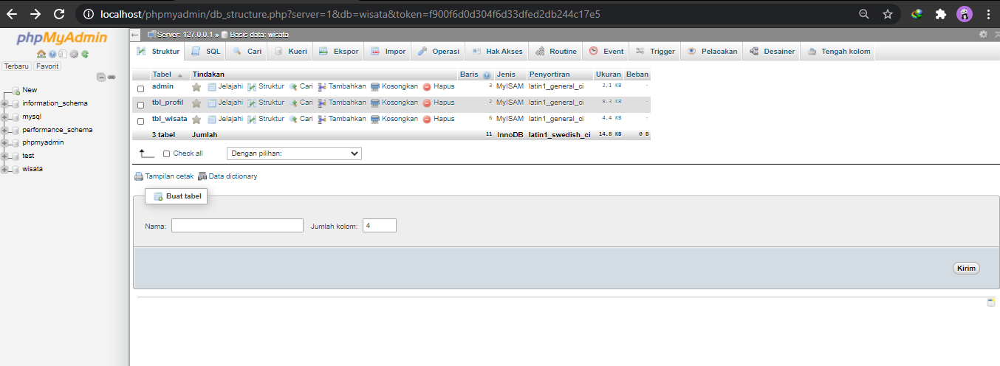 localhost/phpmyadmin/db_structure.php?server=1&db=wisata&token=f900f6d0d304f6d33dfed2db244c17e5
phpMyAdmin
Terbaru Favorit
New
information_schema
mysql
performance_schema
phpmyadmin
test
wisata
Server: 127.0.0.1 » Basis data: wisata
Struktur SQL Cari Kueri Ekspor Impor Operasi Hak Akses Routine Event Trigger Pelacakan Desainer Tengah kolom
Tabel Tindakan Baris Jenis Penyortiran Ukuran Beban
admin Jelajahi Struktur Cari Tambahkan Kosongkan Hapus 3 MyISAM latin1_general_ci 2.1 KB -
tbl_profil Jelajahi Struktur Cari Tambahkan Kosongkan Hapus 2 MyISAM latin1_general_ci 8.3 KB -
tbl_wisata Jelajahi Struktur Cari Tambahkan Kosongkan Hapus 6 MyISAM latin1_general_ci 4.4 KB -
3 tabel Jumlah 11 InnoDB latin1_swedish_ci 14.8 KB 0 B
Check all Dengan pilihan:
Tampilan cetak Data dictionary
Buat tabel
Nama: Jumlah kolom: 4
Kirim